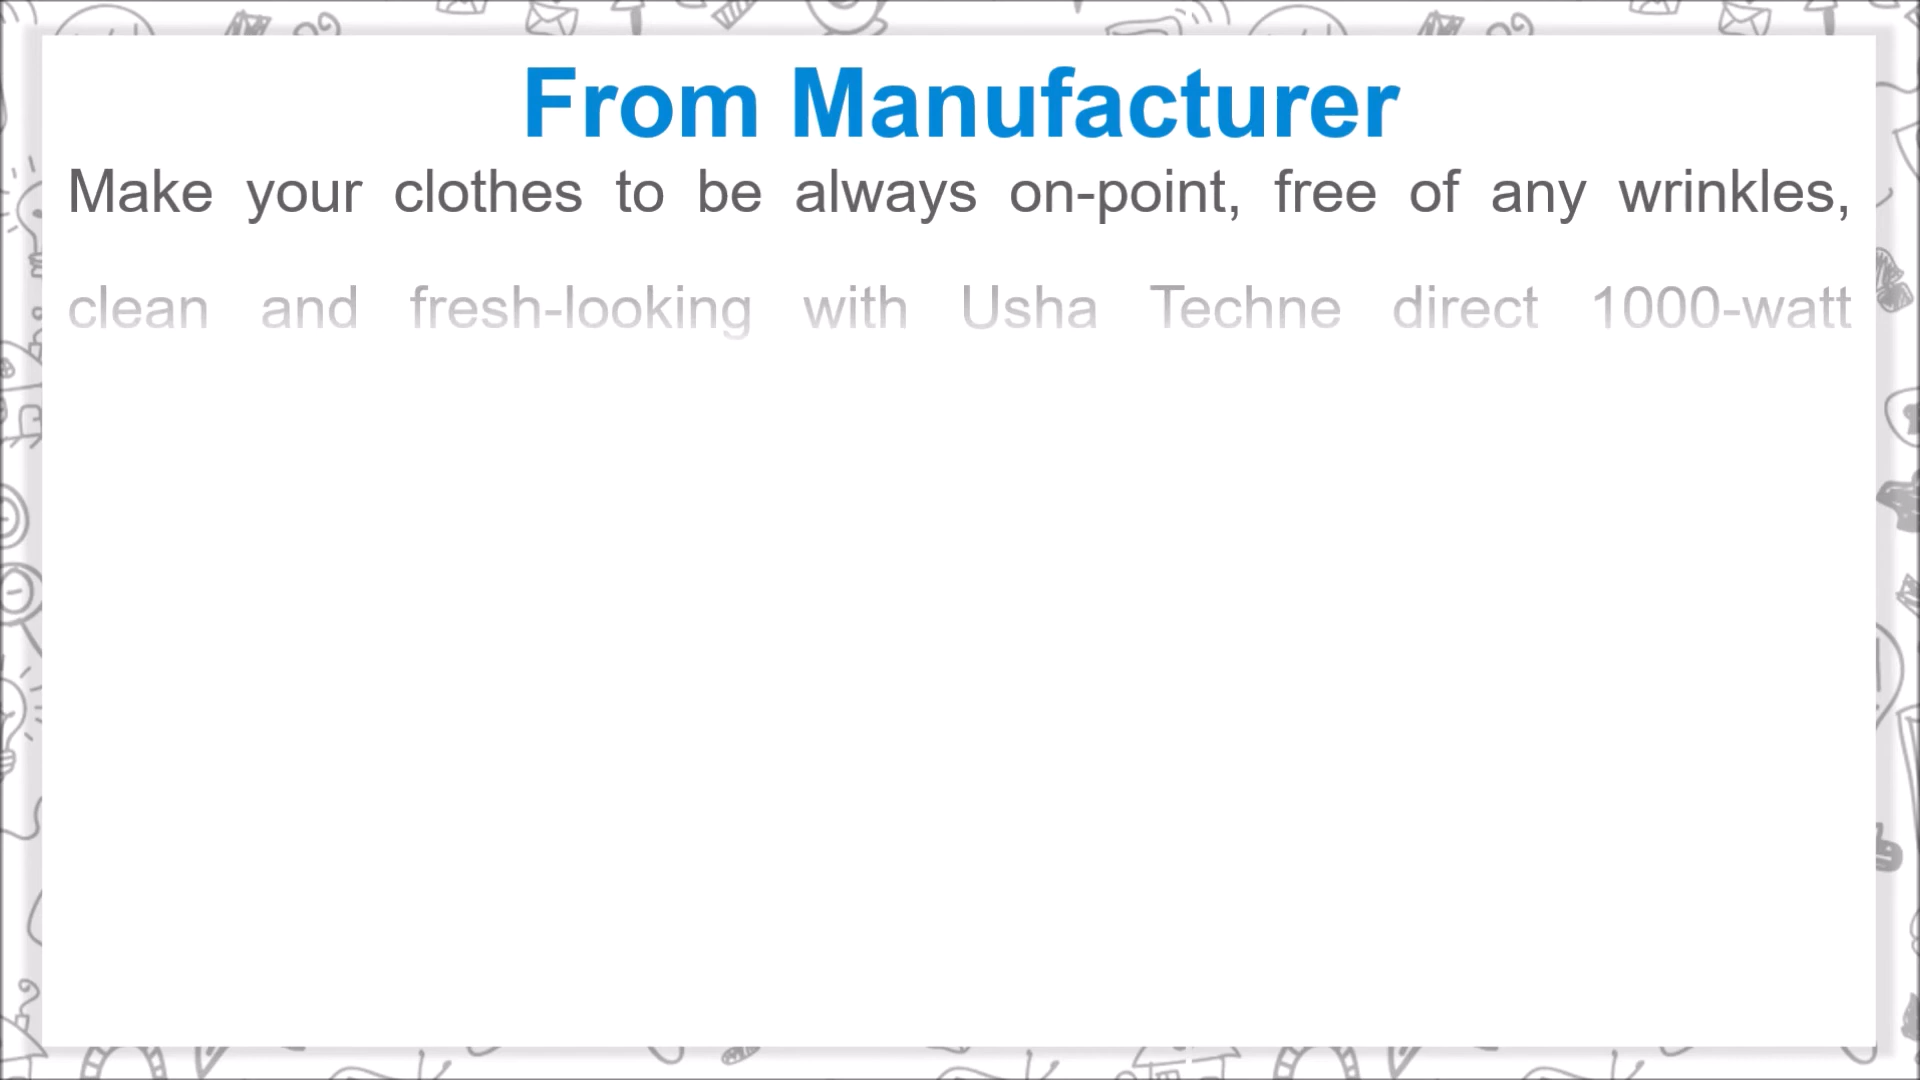 From Manufacturer
Make your clothes to be always on-point, free of any wrinkles,
clean and fresh-looking with Usha Techne direct 1000-watt